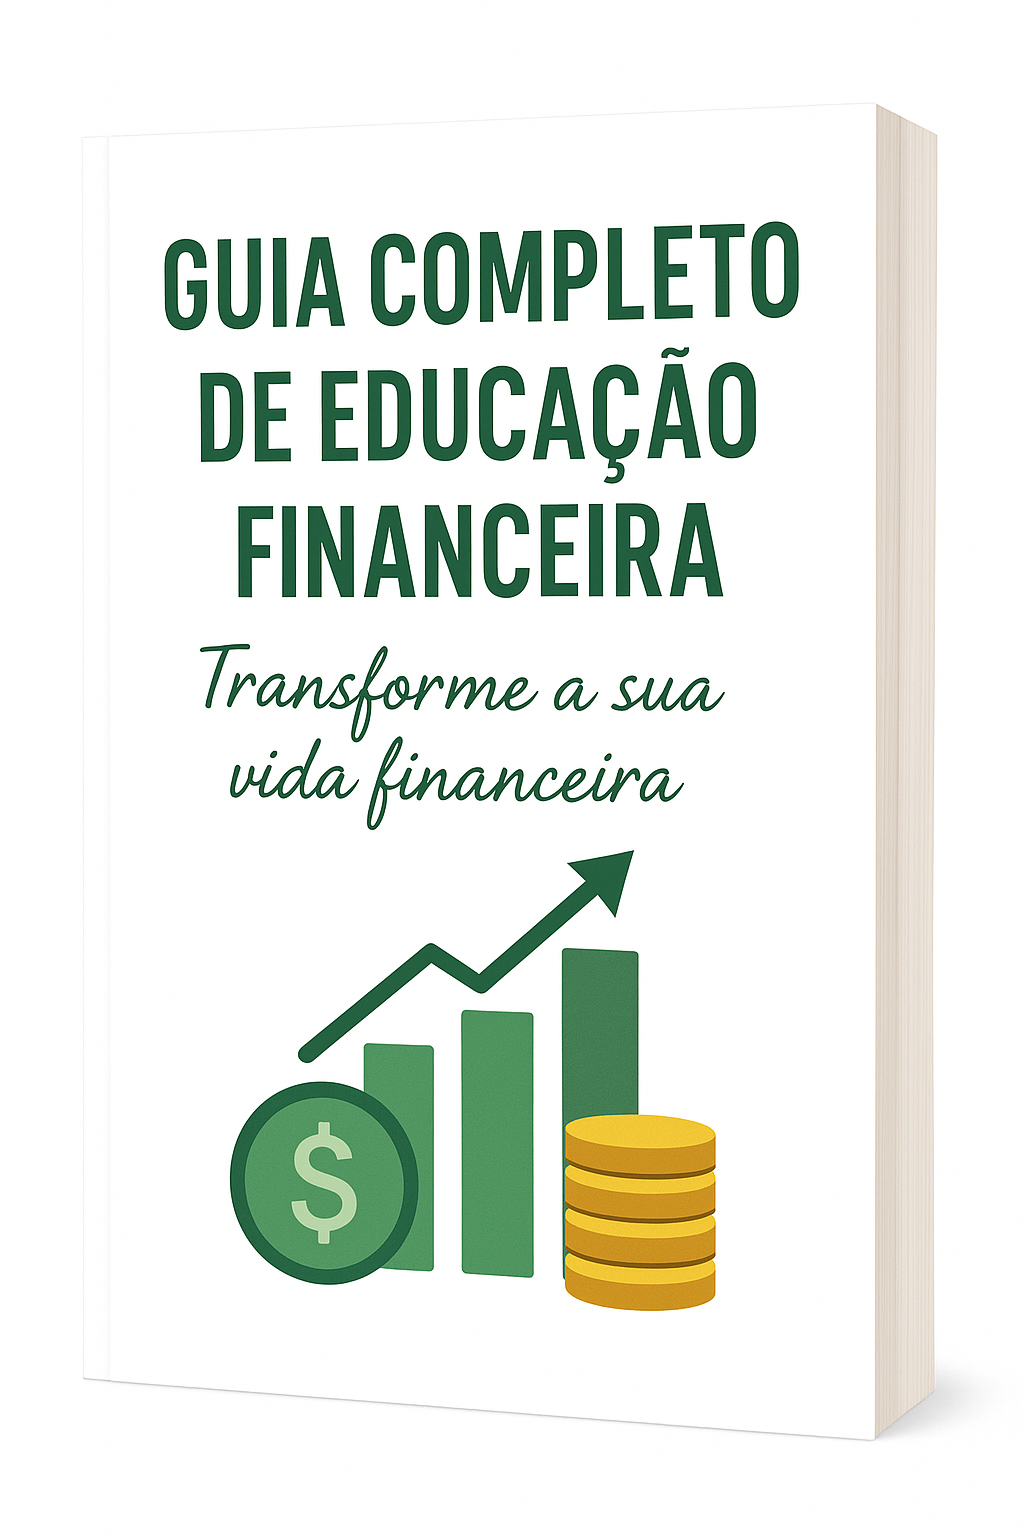 GUIA COMPLETO
DE EDUCAÇÃO
FINANCEIRA
Transforme a sua
vida financeira
$